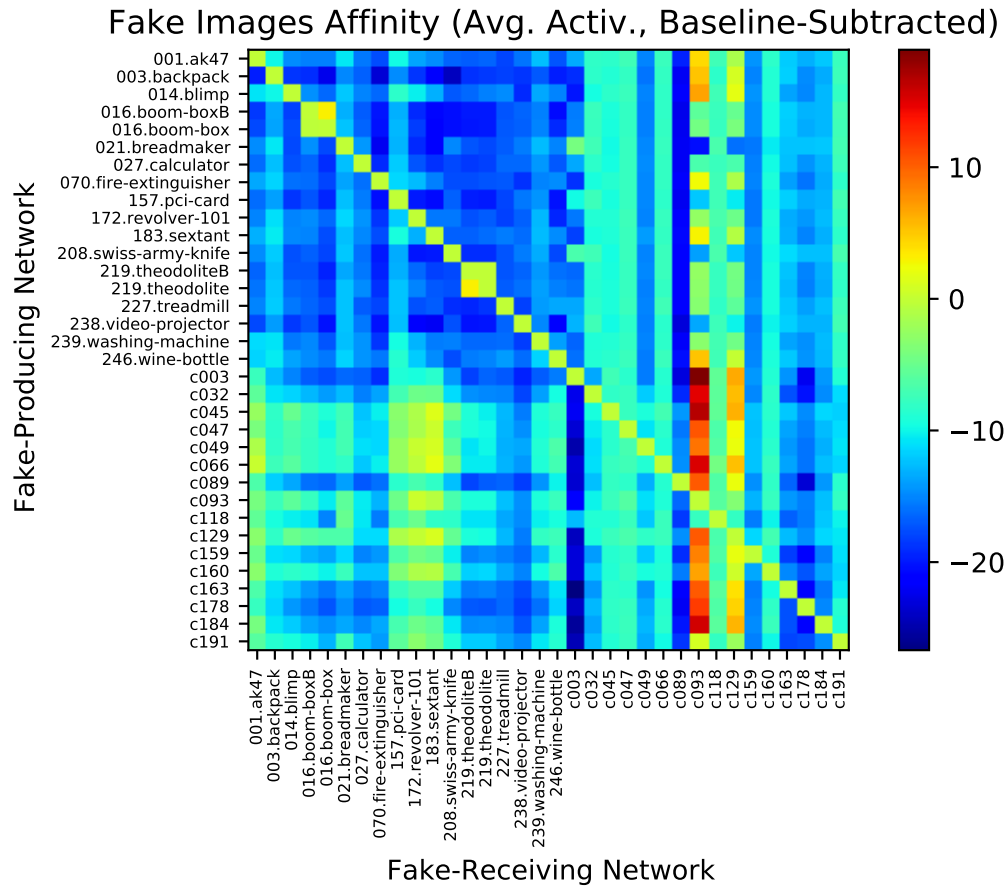 Fake Images Affinity (Avg. Activ., Baseline-Subtracted)
Fake-Producing Network
001.ak47
003.backpack
014.blimp
016.boom-boxB
016.boom-box
021.breadmaker
027.calculator
070.fire-extinguisher
157.pci-card
172.revolver-101
183.sextant
208.swiss-army-knife
219.theodoliteB
219.theodolite
227.treadmill
238.video-projector
239.washing-machine
246.wine-bottle
c003
c032
c045
c047
c049
c066
c089
c093
c118
c129
c159
c160
c163
c178
c184
c191
001.ak47
003.backpack
014.blimp
016.boom-boxB
016.boom-box
021.breadmaker
027.calculator
070.fire-extinguisher
157.pci-card
172.revolver-101
183.sextant
208.swiss-army-knife
219.theodoliteB
219.theodolite
227.treadmill
238.video-projector
239.washing-machine
246.wine-bottle
c003
c032
c045
c047
c049
c066
c089
c093
c118
c129
c159
c160
c163
c178
c184
c191
Fake-Receiving Network
10
0
−10
−20